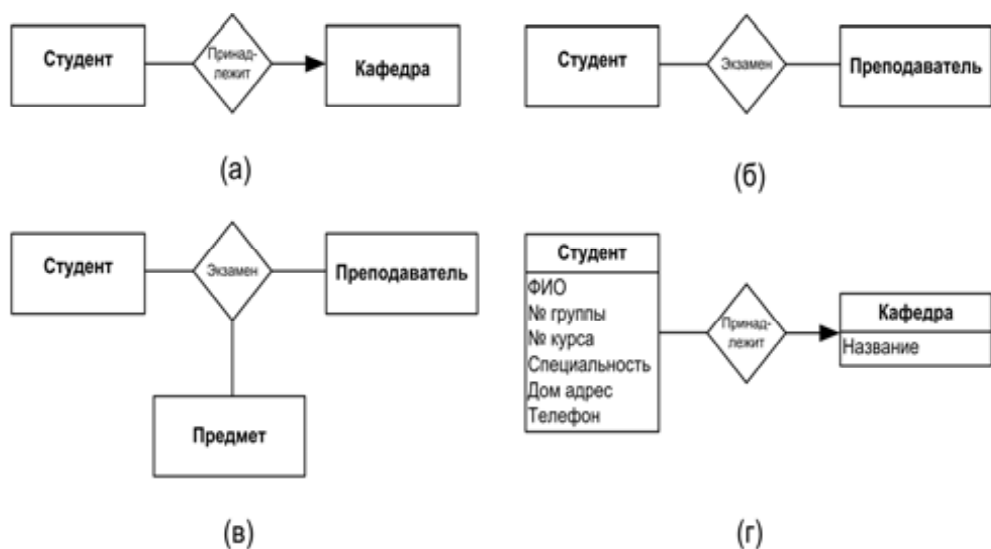 Студент
Принад-
лежит
Кафедра
(а)
Студент
Экзамен
Преподаватель
(б)
Студент
Экзамен
Преподаватель
Предмет
(в)
Студент
ФИО
№ группы
№ курса
Специальность
Дом адрес
Телефон
Принад-
лежит
Кафедра
Название
(г)